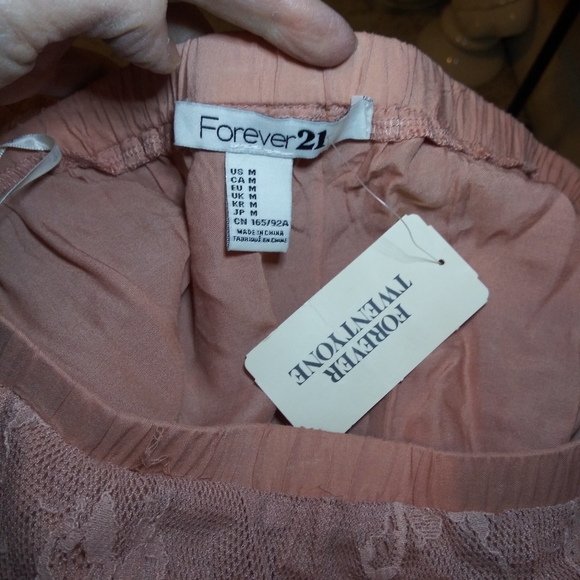 Forever21
US M
CA M
EU M
UK M
KR M
JP M
CN 165/92A
MADE IN CHINA
FABRIQUÉ EN CHINE
FOREVER
TWENTYONE